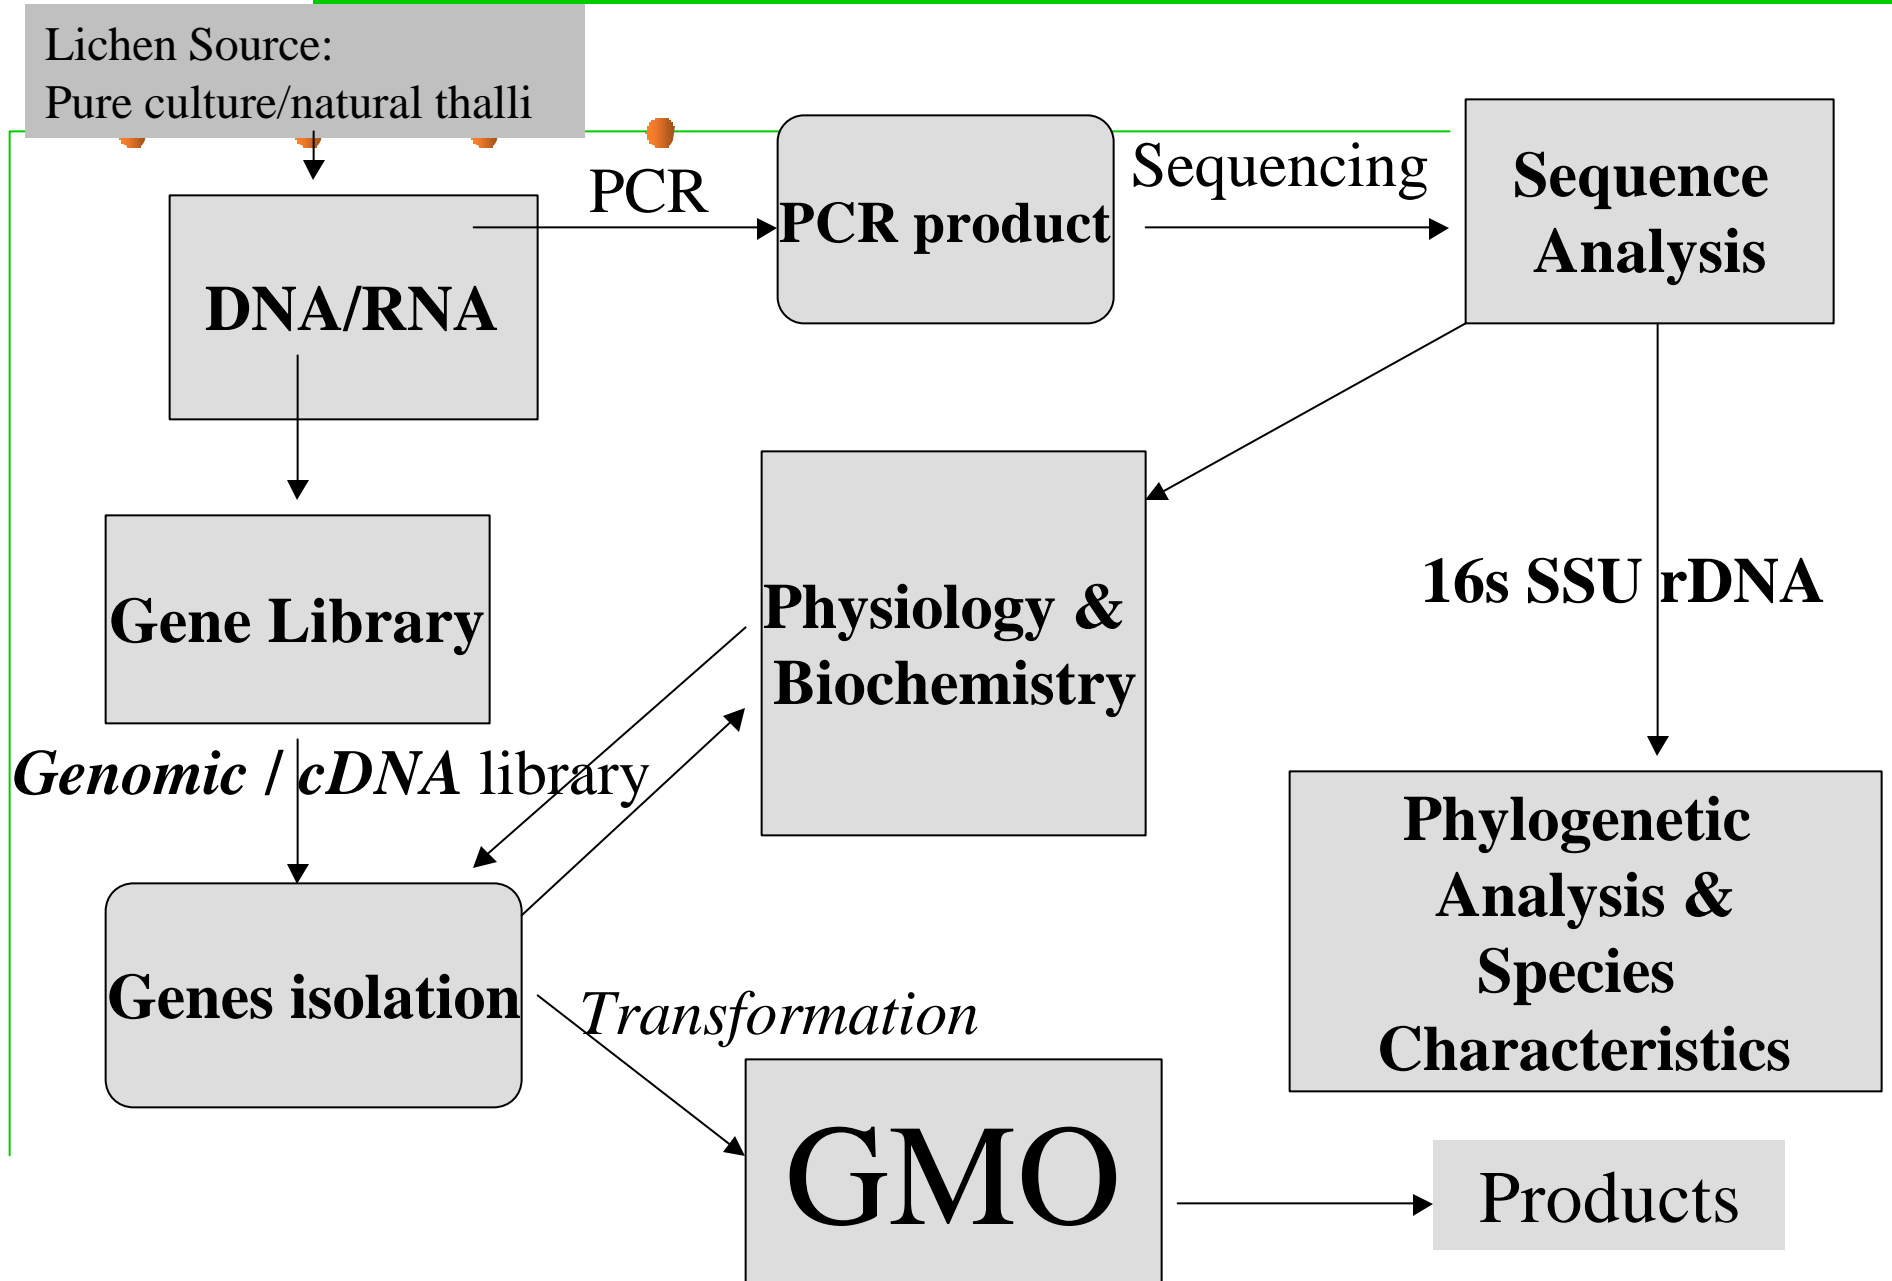 Lichen Source:
Pure culture/natural thalli
PCR
Sequencing
PCR product
Sequence
Analysis
DNA/RNA
Gene Library
Physiology &
Biochemistry
16s SSU rDNA
Genomic / cDNA library
Phylogenetic
Analysis &
Species
Characteristics
Genes isolation
Transformation
GMO
Products